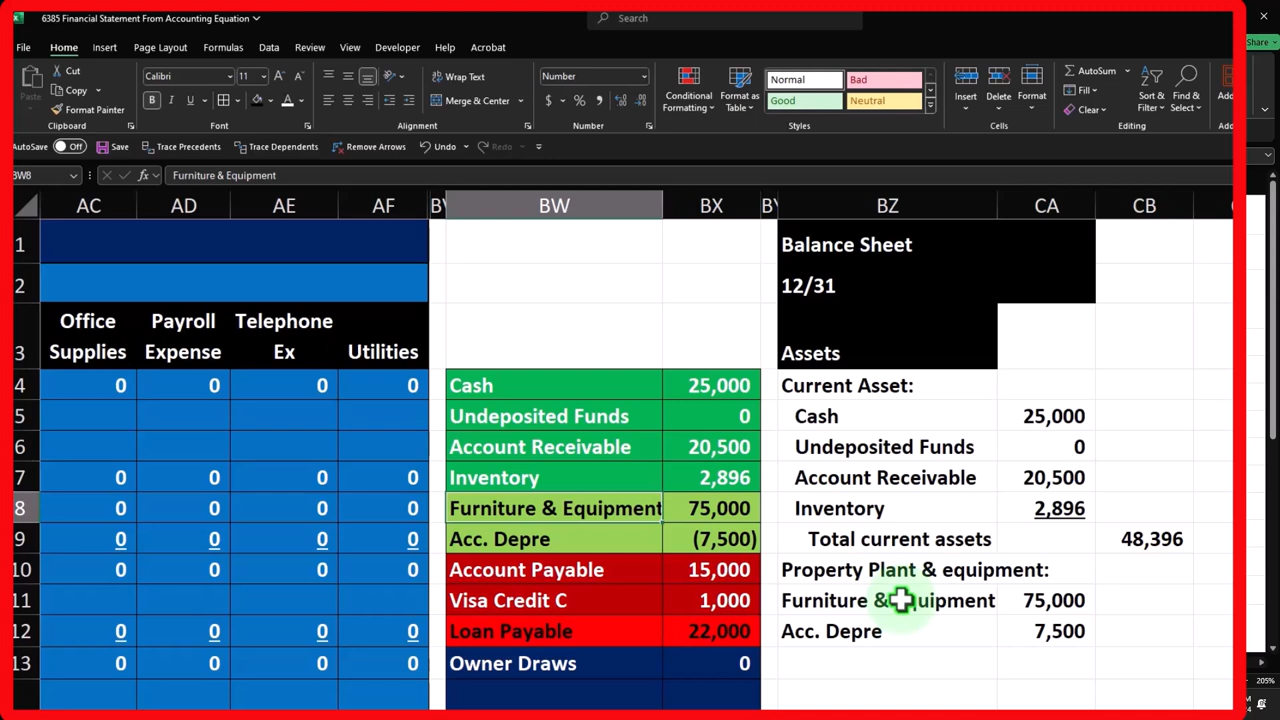 6385 Financial Statement From Accounting Equation
Search
File Home Insert Page Layout Formulas Data Review View Developer Help Acrobat
Share
Paste
Cut
Copy
Format Painter
Clipboard
Calibri 11
B I U
Font
Wrap Text
Merge & Center
Alignment
Number
$ % ,
Number
Conditional Formatting
Format as Table
Normal Bad
Good Neutral
Styles
Insert Delete Format
Cells
AutoSum
Fill
Clear
Sort & Filter
Find & Select
Editing
AutoSave Off Save Trace Precedents Trace Dependents Remove Arrows Undo Redo
BW8 fx Furniture & Equipment
AC AD AE AF BW BX BZ CA CB
1 Balance Sheet
2 12/31
3 Office Supplies Payroll Expense Telephone Ex Utilities Assets
4 0 0 0 0 Cash 25,000 Current Asset:
5 Undeposited Funds 0 Cash 25,000
6 Account Receivable 20,500 Undeposited Funds 0
7 0 0 0 0 Inventory 2,896 Account Receivable 20,500
8 0 0 0 0 Furniture & Equipment 75,000 Inventory 2,896
9 0 0 0 0 Acc. Depre (7,500) Total current assets 48,396
10 0 0 0 0 Account Payable 15,000 Property Plant & equipment:
11 0 0 0 0 Visa Credit C 1,000 Furniture & Equipment 75,000
12 0 0 0 0 Loan Payable 22,000 Acc. Depre 7,500
13 0 0 0 0 Owner Draws 0
205%